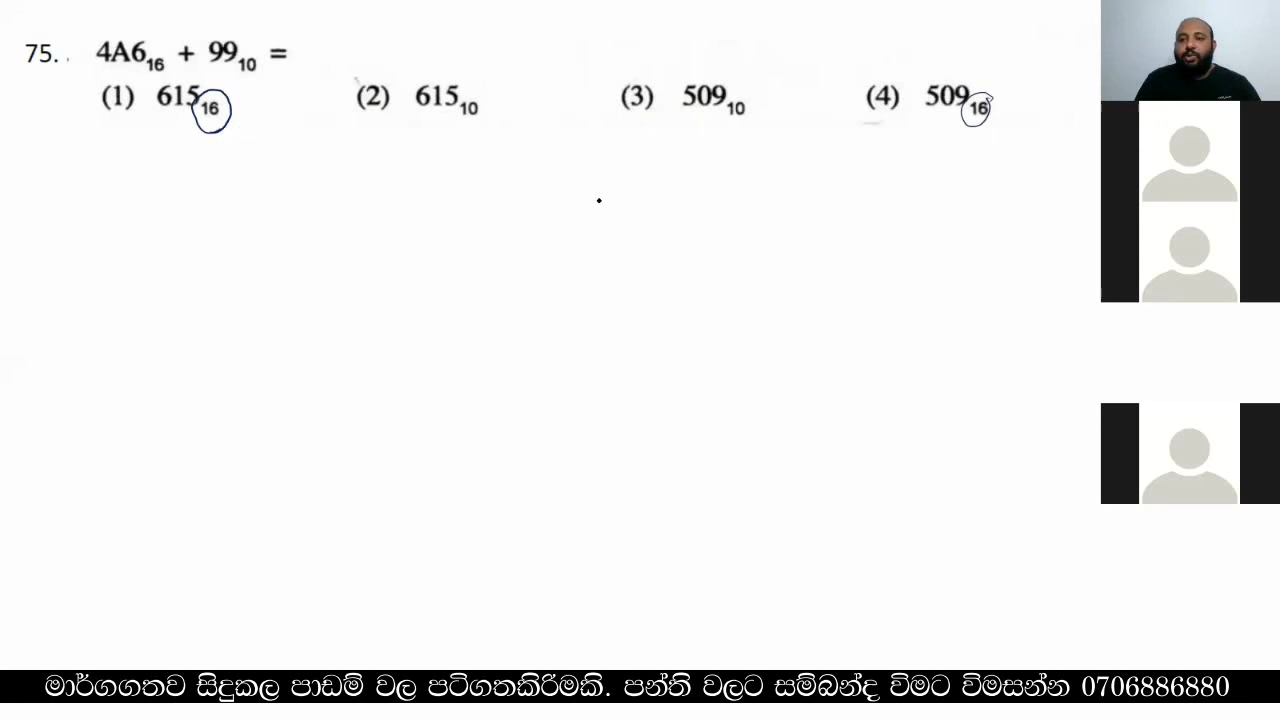 75. 4A6₁₆ + 99₁₀ =
(1) 615₁₆ (2) 615₁₀ (3) 509₁₀ (4) 509₁₆
මාර්ගගතව සිදුකල පාඩම් වල පටිගතකිරිමකි. පන්ති වලට සම්බන්ද විමට විමසන්න 0706886880